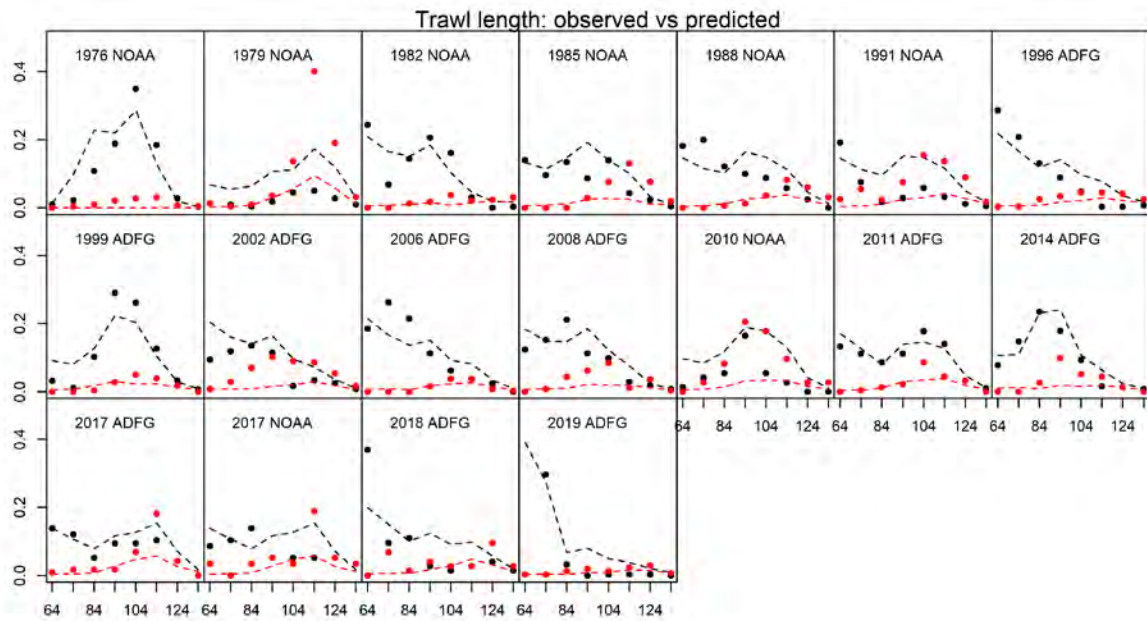 Trawl length: observed vs predicted
1976 NOAA
1979 NOAA
1982 NOAA
1985 NOAA
1988 NOAA
1991 NOAA
1996 ADFG
0.4
0.2
0.0
1999 ADFG
2002 ADFG
2006 ADFG
2008 ADFG
2010 NOAA
2011 ADFG
2014 ADFG
0.4
0.2
0.0
64 84 104 124 64 84 104 124 64 84 104 124
2017 ADFG
2017 NOAA
2018 ADFG
2019 ADFG
0.4
0.2
0.0
64 84 104 124 64 84 104 124 64 84 104 124 64 84 104 124